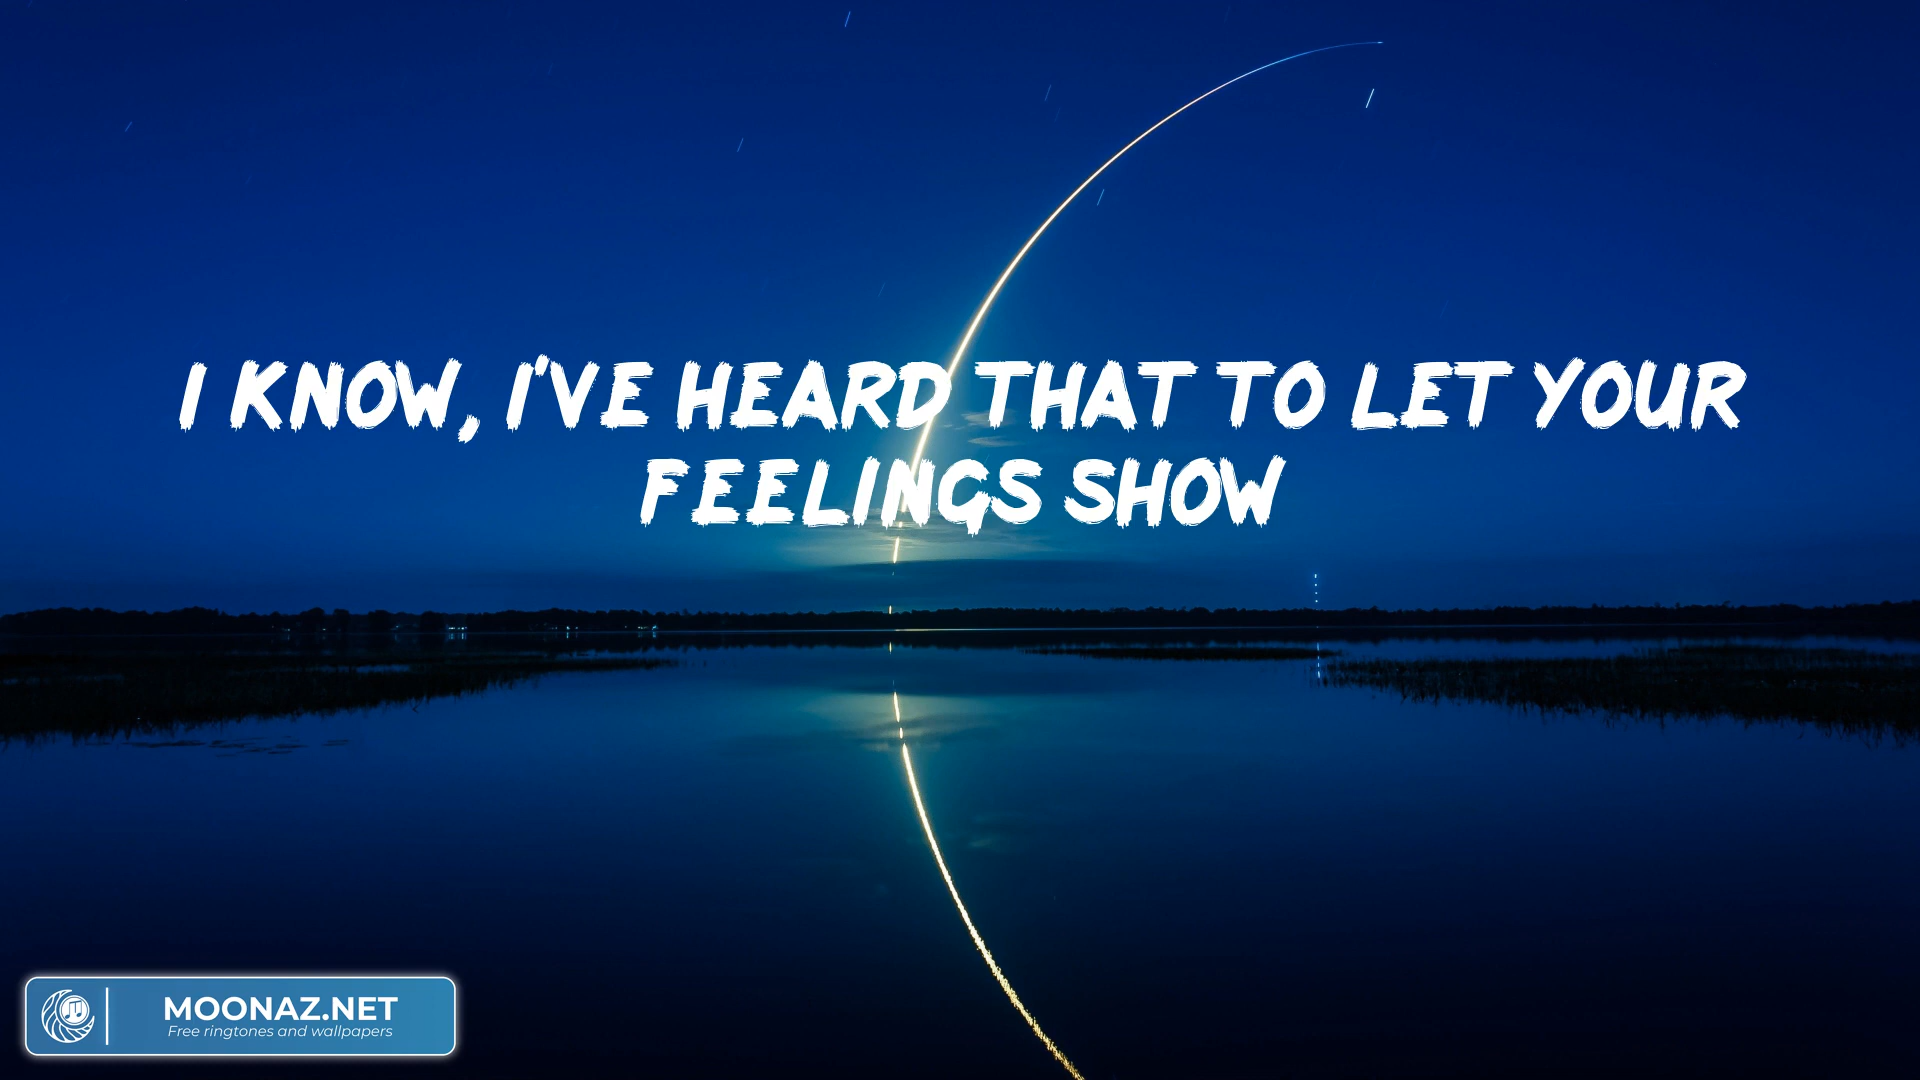 I KNOW, I'VE HEARD THAT TO LET YOUR
FEELINGS SHOW
MOONAZ.NET
Free ringtones and wallpapers